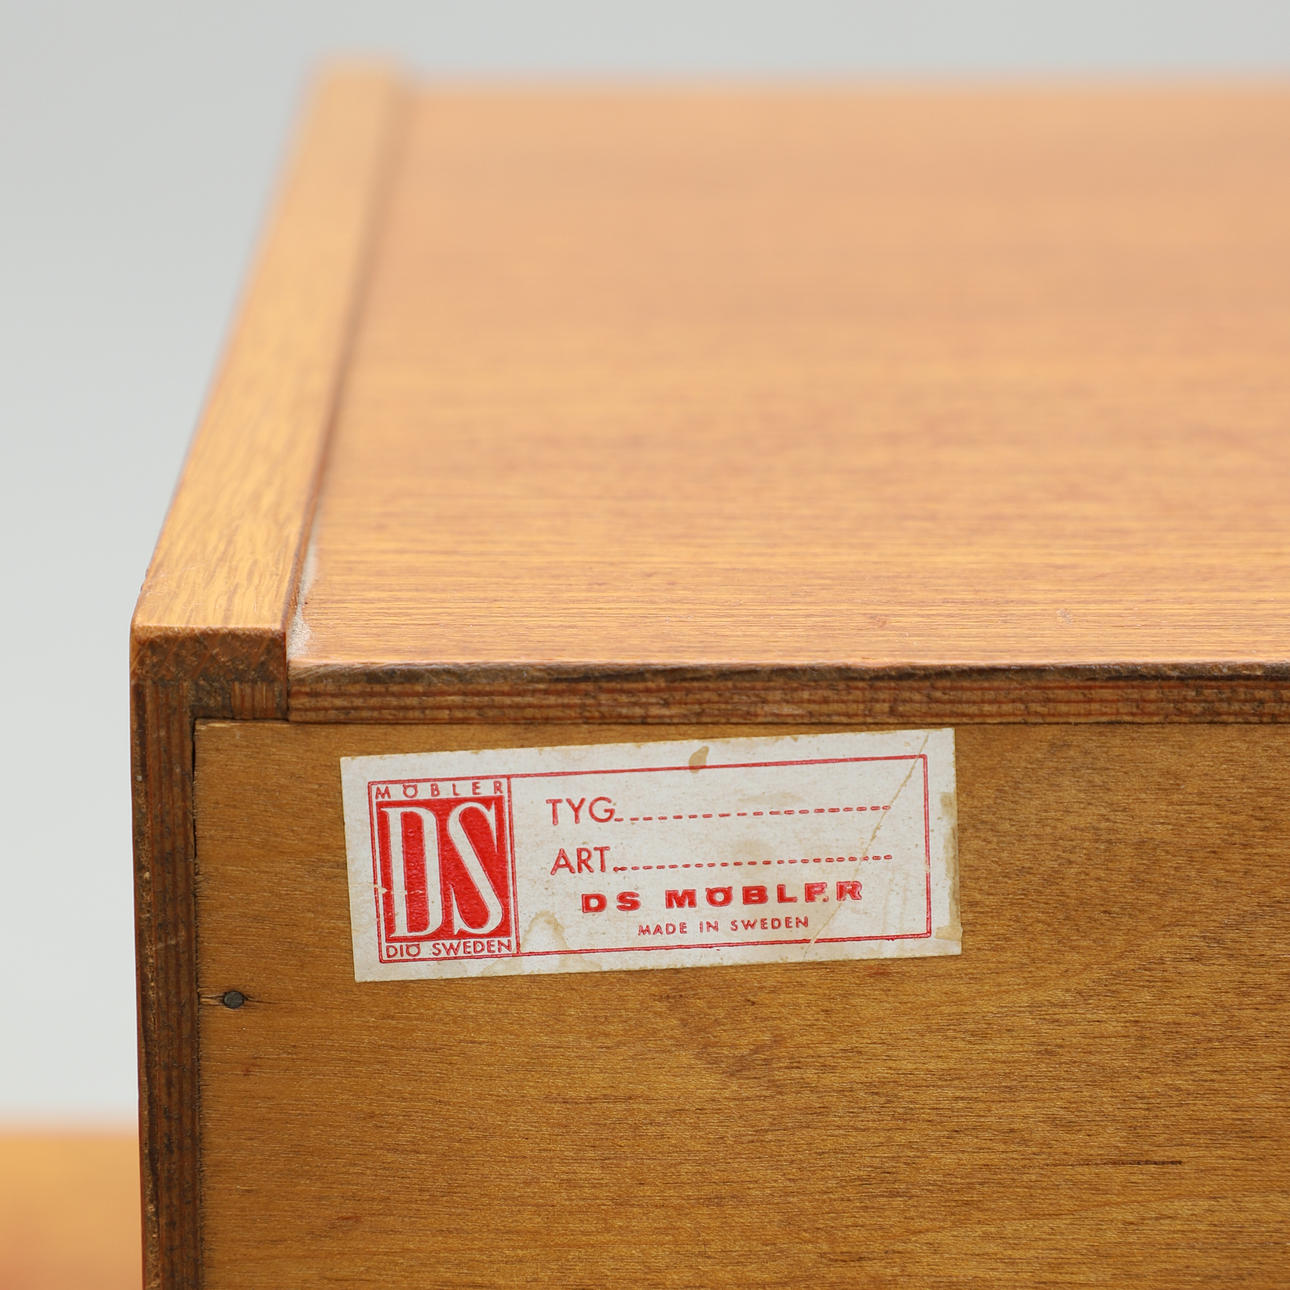 MÖBLER
DS
DIÖ SWEDEN
TYG
ART.
DS MÖBLER
MADE IN SWEDEN